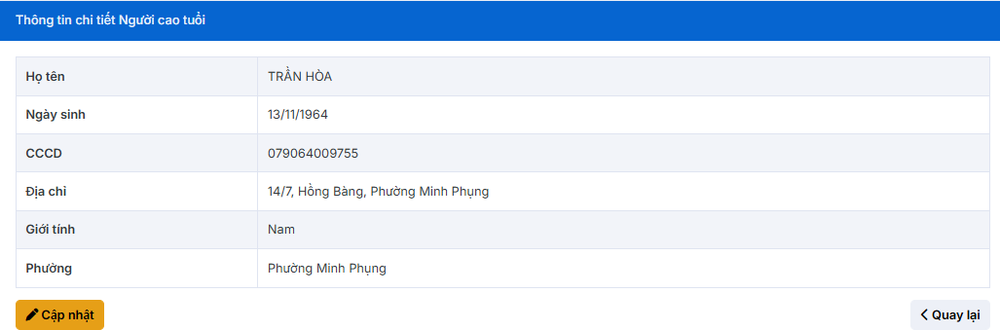 Thông tin chi tiết Người cao tuổi
Họ tên TRẦN HÒA
Ngày sinh 13/11/1964
CCCD 079064009755
Địa chỉ 14/7, Hồng Bàng, Phường Minh Phụng
Giới tính Nam
Phường Phường Minh Phụng
Cập nhật Quay lại